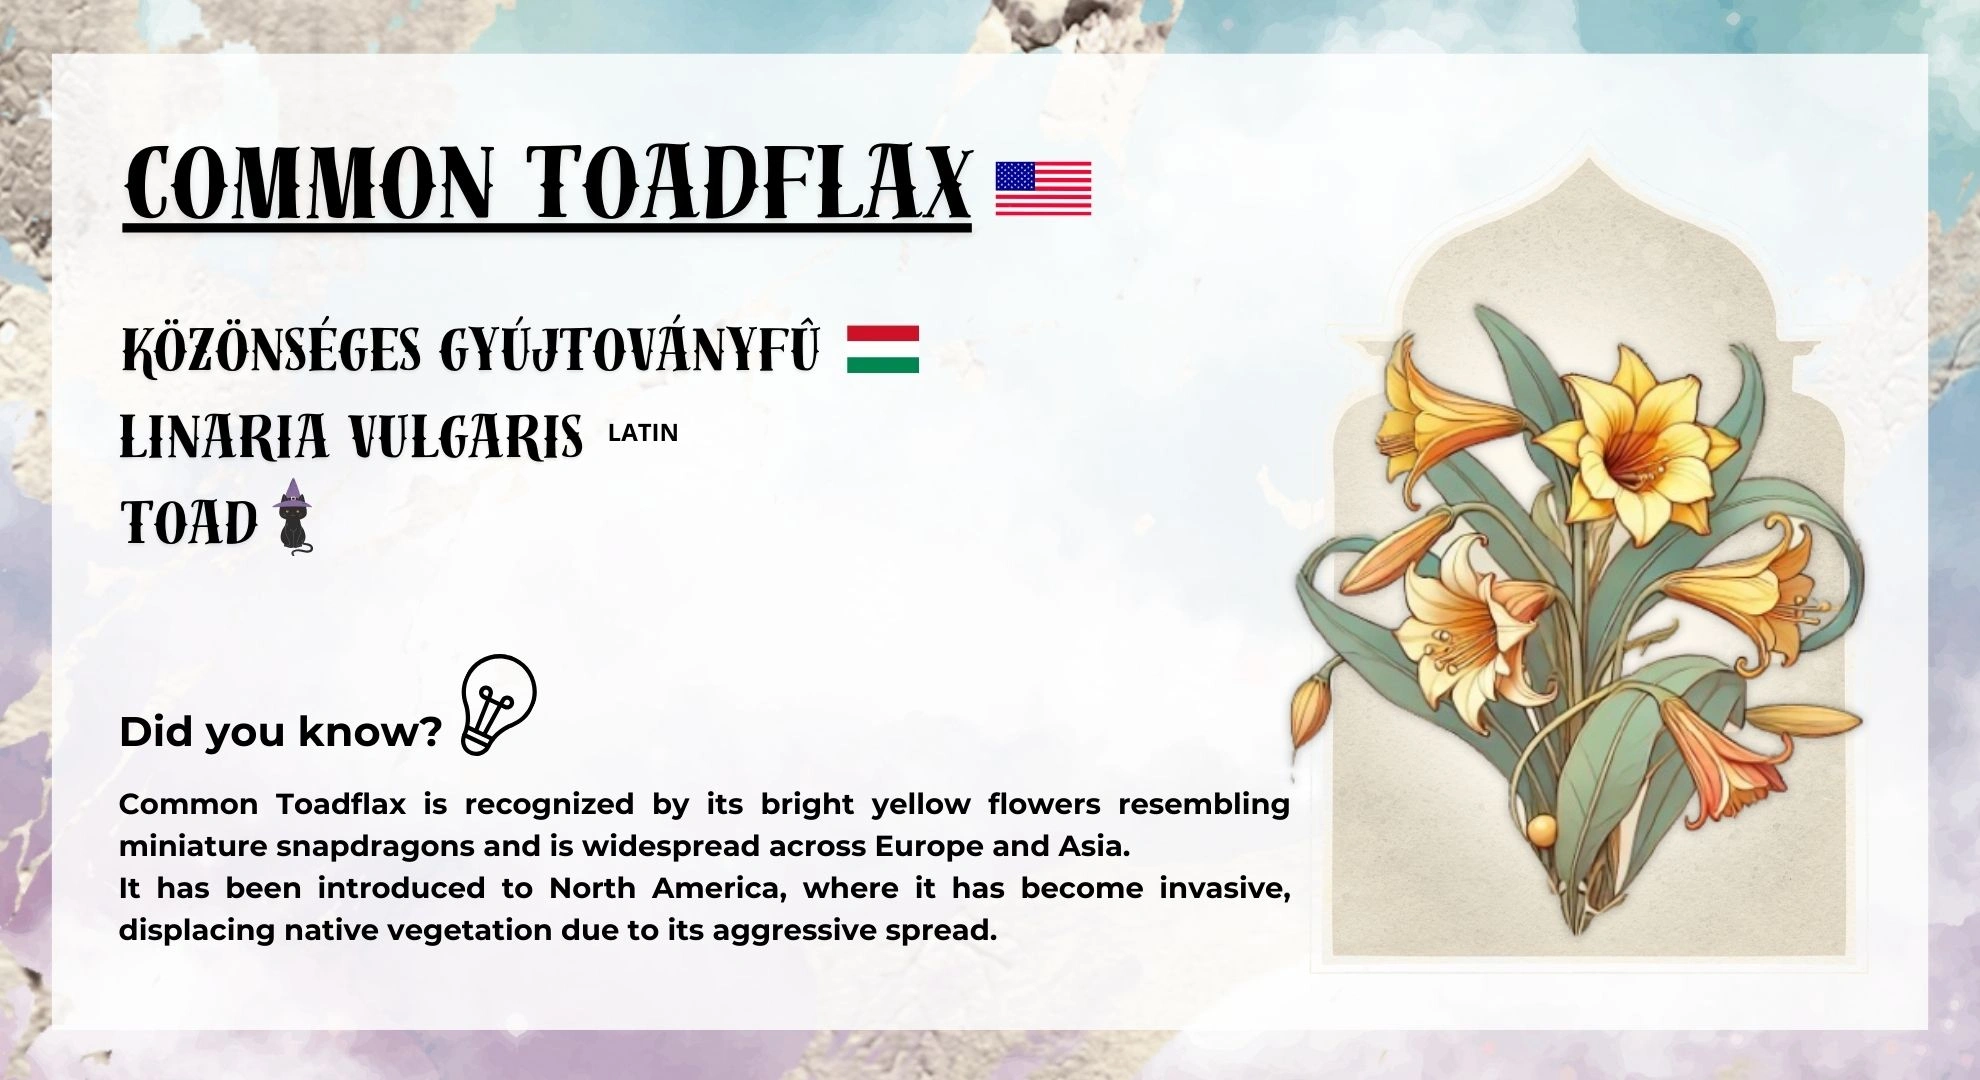 COMMON TOADFLAX
KÖZÖNSÉGES GYÚJTOVÁNYFÛ
LINARIA VULGARIS LATIN
TOAD
Did you know?
Common Toadflax is recognized by its bright yellow flowers resembling
miniature snapdragons and is widespread across Europe and Asia.
It has been introduced to North America, where it has become invasive,
displacing native vegetation due to its aggressive spread.